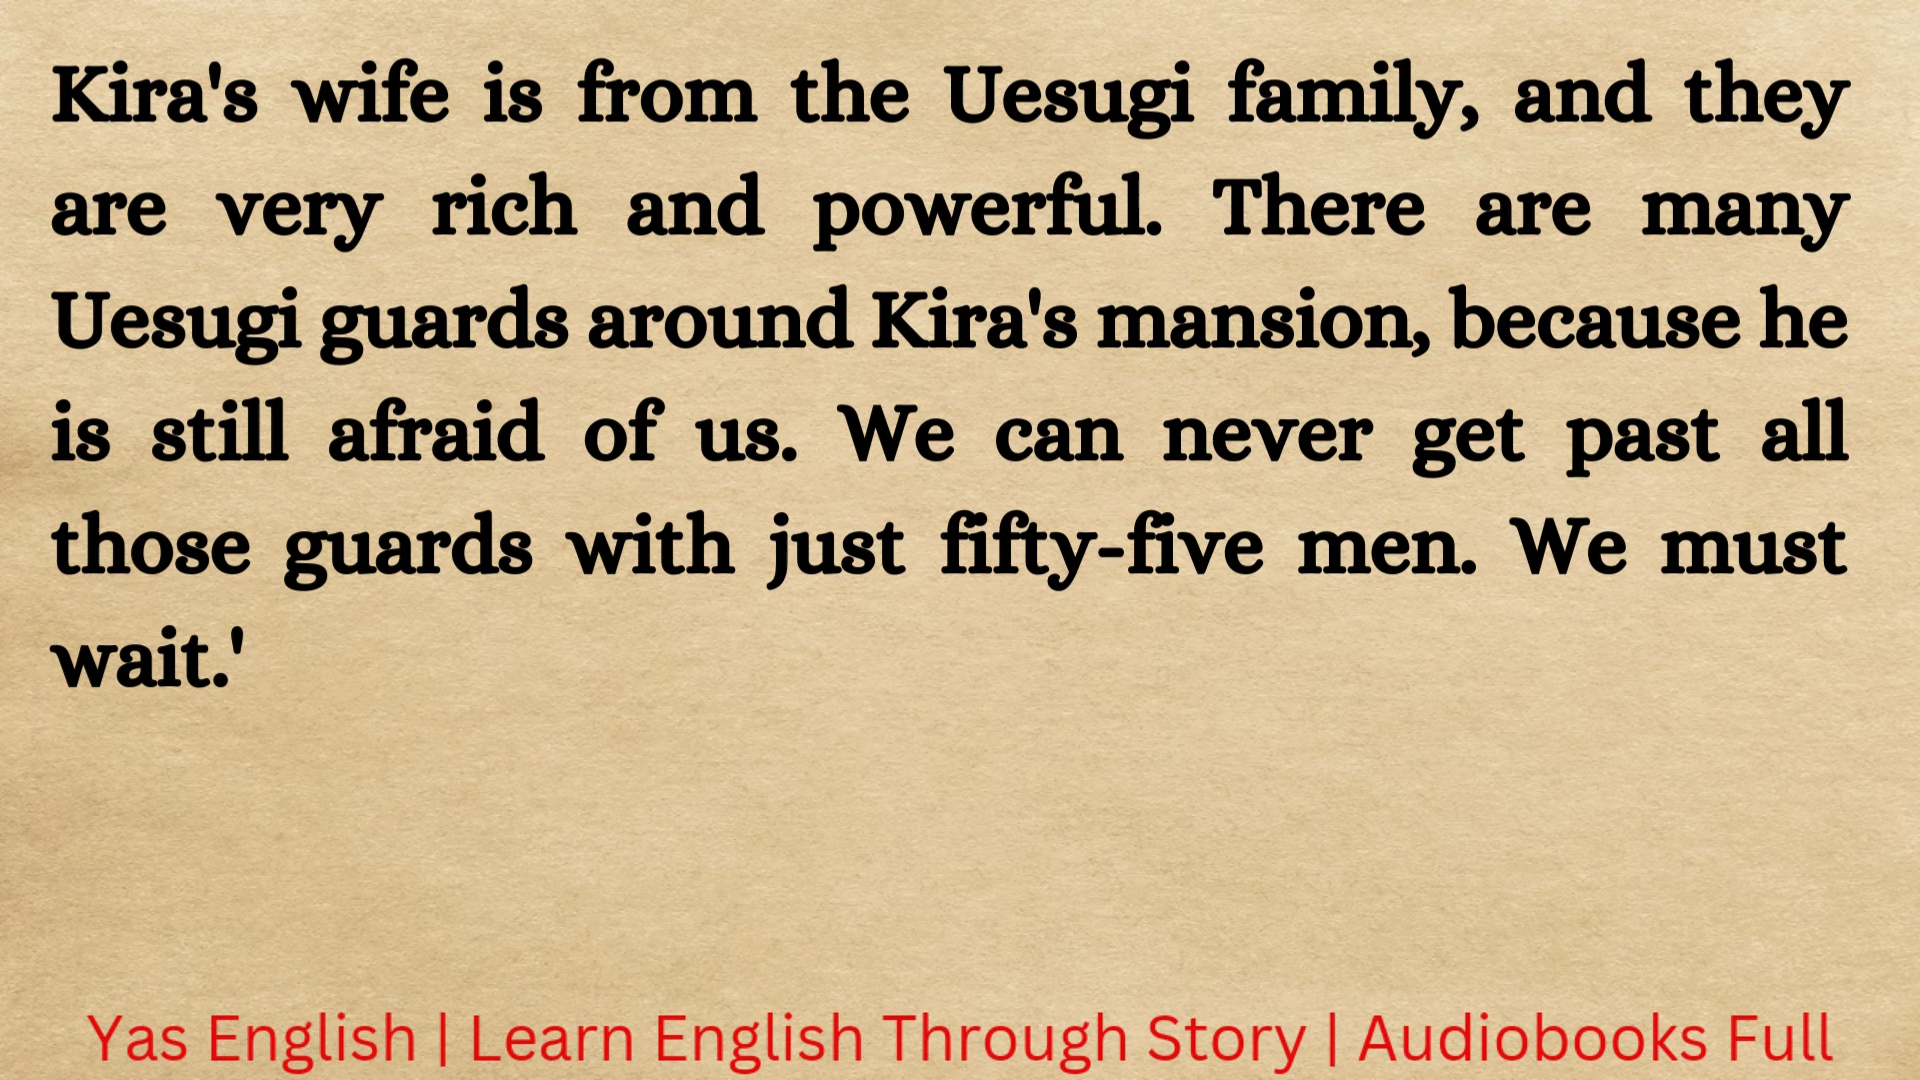 Kira's wife is from the Uesugi family, and they
are very rich and powerful. There are many
Uesugi guards around Kira's mansion, because he
is still afraid of us. We can never get past all
those guards with just fifty-five men. We must
wait.'
Yas English | Learn English Through Story | Audiobooks Full